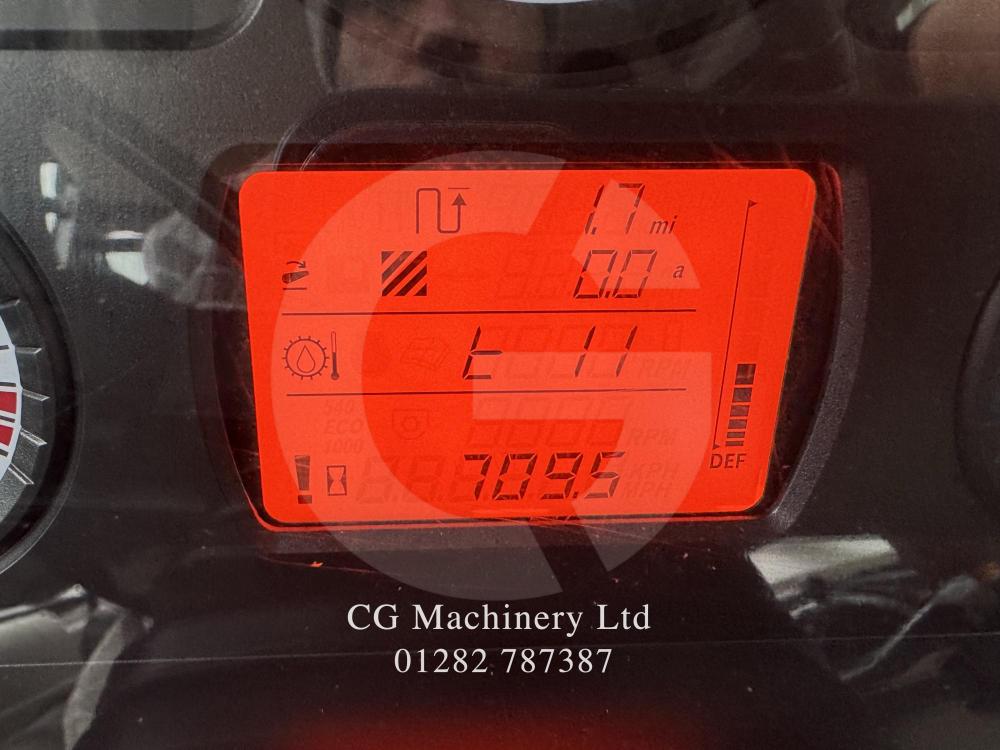 1.7 mi
0.0 a
t 11
709.5
DEF
CG Machinery Ltd
01282 787387